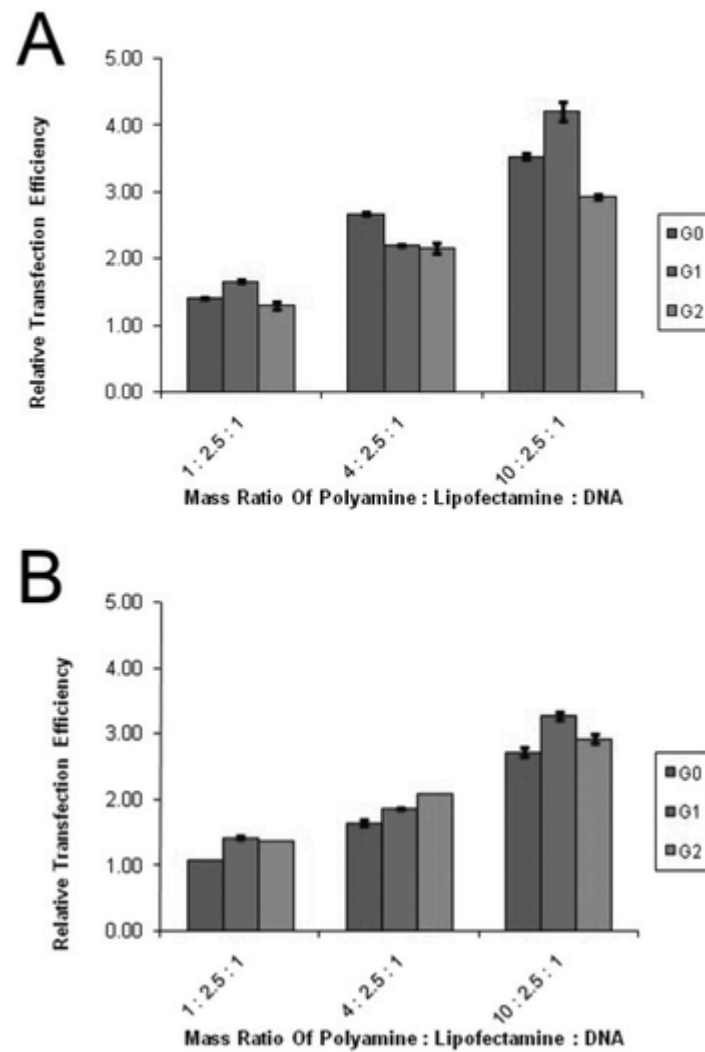 A
5.00
4.00
3.00
2.00
1.00
0.00
Relative Transfection Efficiency
G0
G1
G2
1 : 2.5 : 1
4 : 2.5 : 1
10 : 2.5 : 1
Mass Ratio Of Polyamine : Lipofectamine : DNA
B
5.00
4.00
3.00
2.00
1.00
0.00
Relative Transfection Efficiency
G0
G1
G2
1 : 2.5 : 1
4 : 2.5 : 1
10 : 2.5 : 1
Mass Ratio Of Polyamine : Lipofectamine : DNA